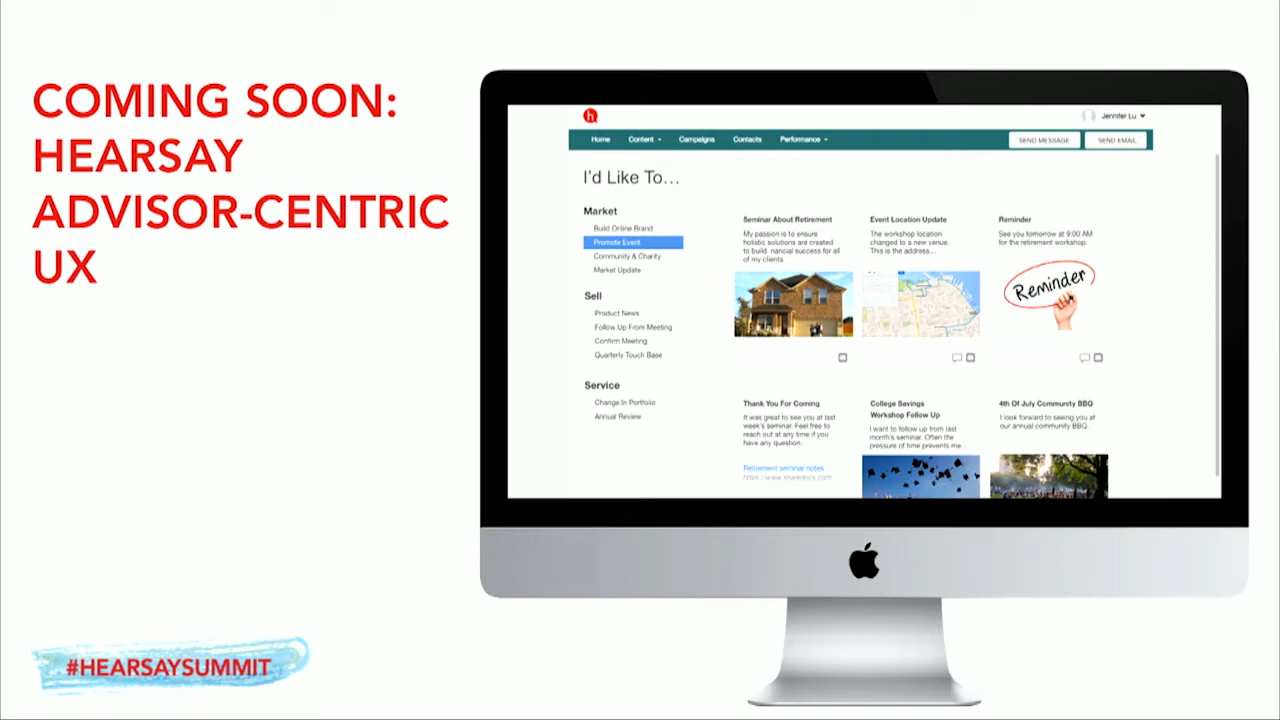 COMING SOON:
HEARSAY
ADVISOR-CENTRIC
UX
h
Jennifer Lu
Home Content Campaigns Contacts Performance SEND MESSAGE SEND EMAIL
I'd Like To...
Market
Build Online Brand
Promote Event
Community & Charity
Market Update
Sell
Product News
Follow Up From Meeting
Confirm Meeting
Quarterly Touch Base
Service
Change In Portfolio
Annual Review
Seminar About Retirement
My passion is to ensure
holistic solutions are created
to build nancial success for all
of my clients.
Event Location Update
The workshop location
changed to a new venue.
This is the address...
Reminder
See you tomorrow at 9:00 AM
for the retirement workshop.
Reminder
Thank You For Coming
It was great to see you at last
week's seminar. Feel free to
reach out at any time if you
have any question.
Retirement seminar notes
https://www.sharedocx.com
College Savings
Workshop Follow Up
I want to follow up from last
month's seminar. Often the
pressure of time prevents me...
4th Of July Community BBQ
I look forward to seeing you at
our annual community BBQ.
#HEARSAYSUMMIT